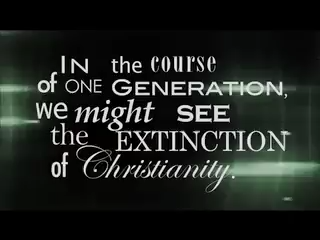 In the course
of ONE GENERATION,
we might SEE
the EXTINCTION
of Christianity.